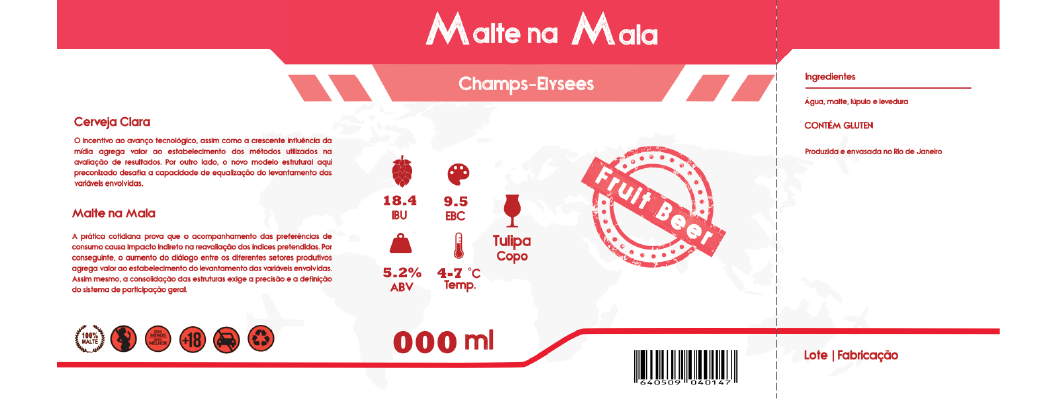 Malte na Mala
Champs-Elysees
Cerveja Clara
O incentivo ao avanço tecnológico, assim como a crescente influência da
mídia agrega valor ao estabelecimento dos métodos utilizados na
avaliação de resultados. Por outro lado, o novo modelo estrutural aqui
preconizado desafia a capacidade de equalização do levantamento das
variáveis envolvidas.
Malte na Mala
A prática cotidiana prova que o acompanhamento das preferências de
consumo causa impacto indireto na reavaliação dos índices pretendidos. Por
conseguinte, o aumento do diálogo entre os diferentes setores produtivos
agrega valor ao estabelecimento do levantamento das variáveis envolvidas.
Assim mesmo, a consolidação das estruturas exige a precisão e a definição
do sistema de participação geral.
100%
MALTE
+18
18.4
IBU
9.5
EBC
5.2%
ABV
4-7 °C
Temp.
Tulipa
Copo
000 ml
Fruit Beer
640509 040147
Ingredientes
Água, malte, lúpulo e levedura
CONTÉM GLUTEN
Produzida e envasada no Rio de Janeiro
Lote | Fabricação